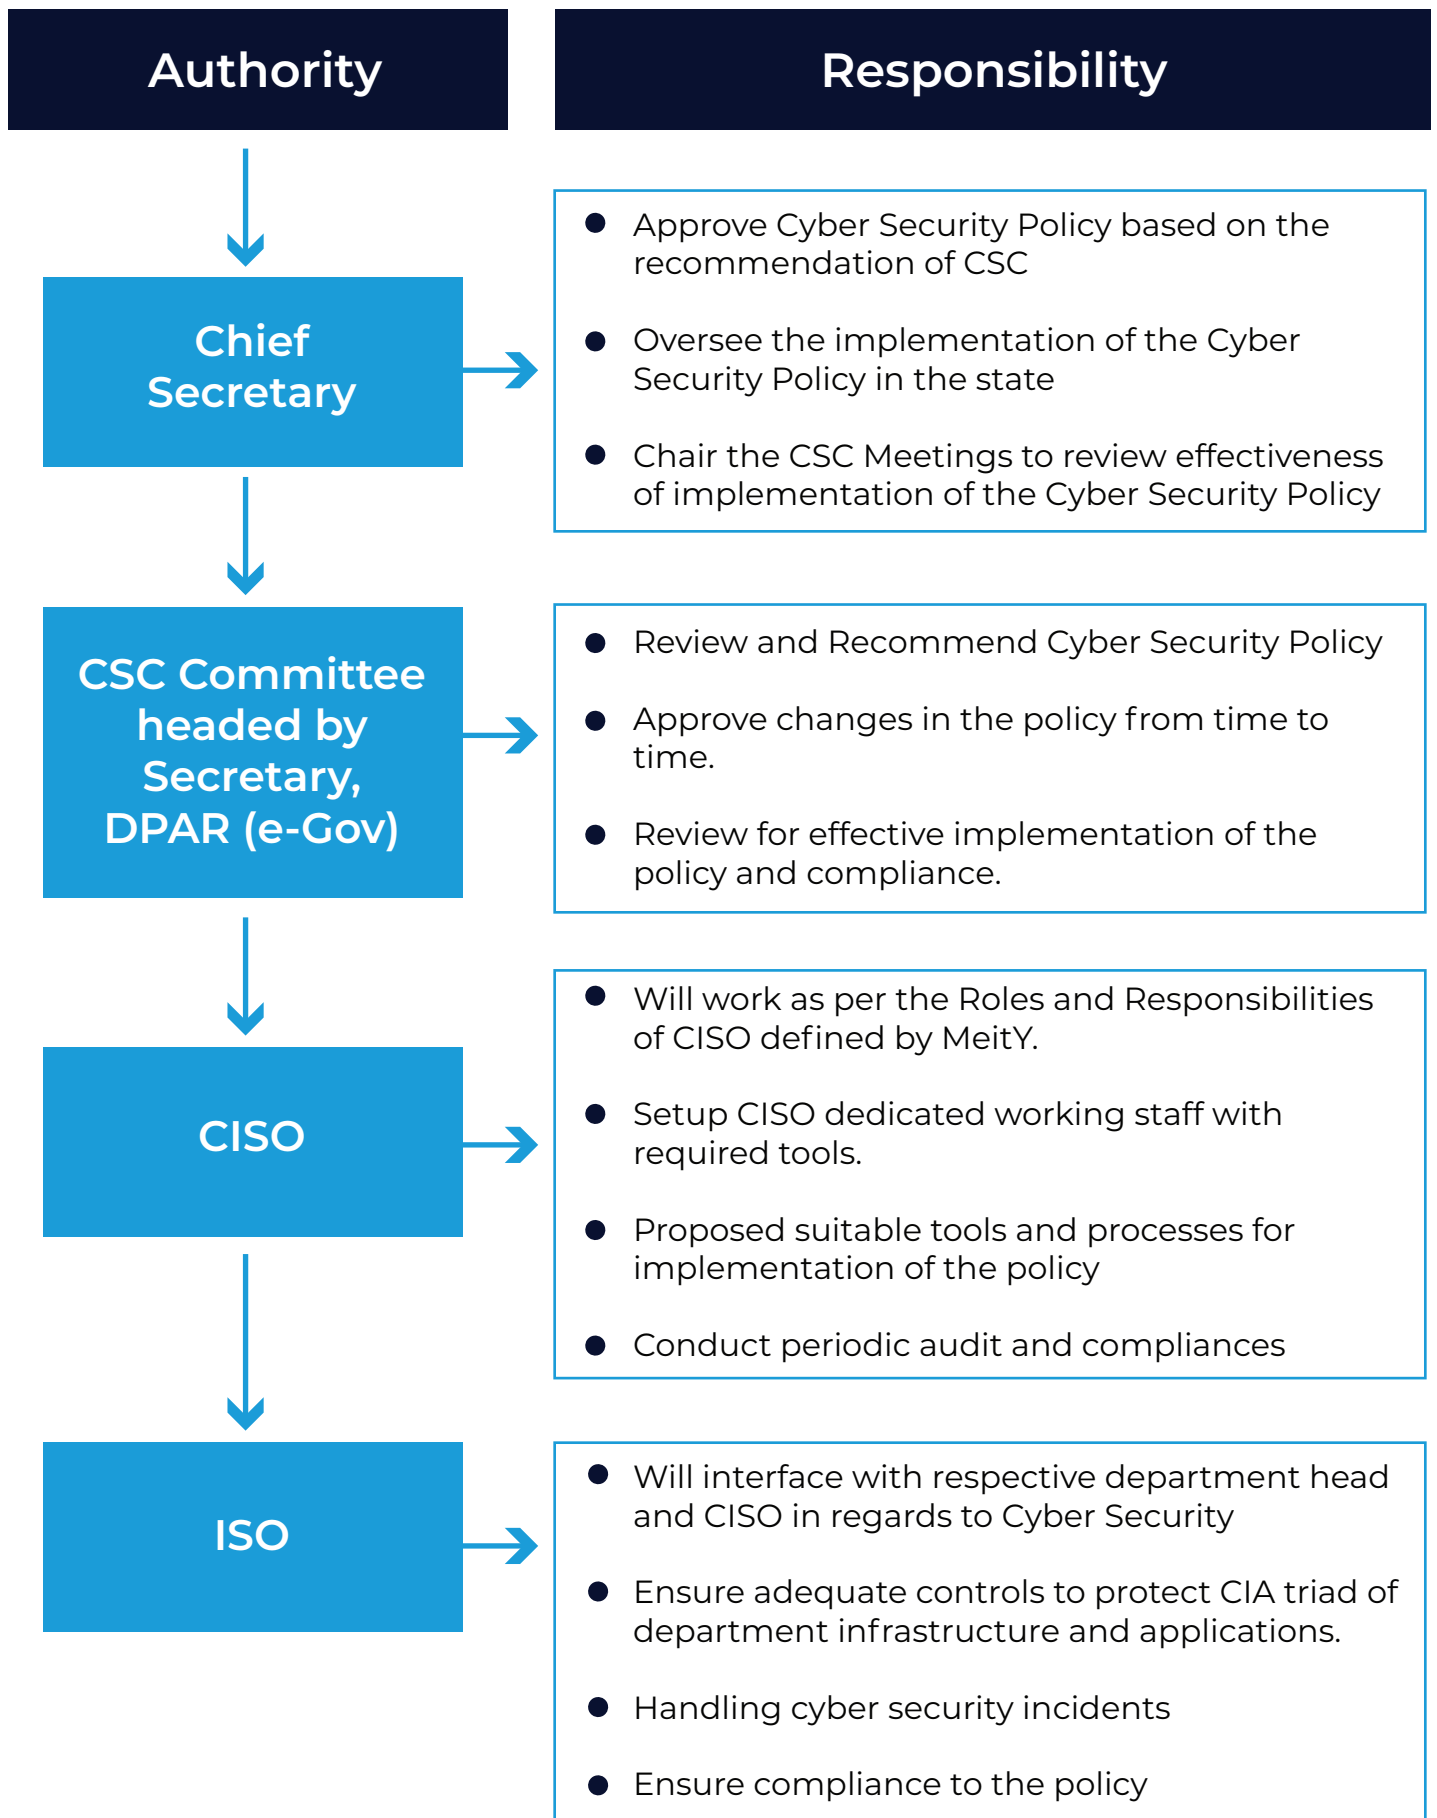 Authority
Responsibility
Chief
Secretary
● Approve Cyber Security Policy based on the
recommendation of CSC
● Oversee the implementation of the Cyber
Security Policy in the state
● Chair the CSC Meetings to review effectiveness
of implementation of the Cyber Security Policy
CSC Committee
headed by
Secretary,
DPAR (e-Gov)
● Review and Recommend Cyber Security Policy
● Approve changes in the policy from time to
time.
● Review for effective implementation of the
policy and compliance.
CISO
● Will work as per the Roles and Responsibilities
of CISO defined by MeitY.
● Setup CISO dedicated working staff with
required tools.
● Proposed suitable tools and processes for
implementation of the policy
● Conduct periodic audit and compliances
ISO
● Will interface with respective department head
and CISO in regards to Cyber Security
● Ensure adequate controls to protect CIA triad of
department infrastructure and applications.
● Handling cyber security incidents
● Ensure compliance to the policy